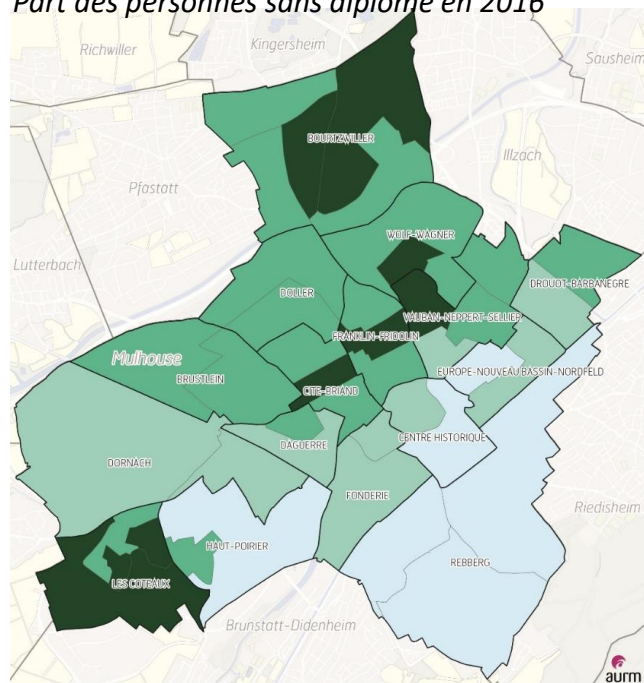 Part des personnes sans diplôme en 2016
Richwiller
Kingersheim
Sausheim
BOURTZWILLER
Illzach
Pfastatt
WOLF-WAGNER
Lutterbach
DROUOT-BARBANEGRE
DOLLER
VAUBAN-NEPPERT-SELLIER
FRANKLIN-FRIDOLIN
Mulhouse
EUROPE-NOUVEAU BASSIN-NORDFELD
BRUSTLEIN
CITE-BRIAND
CENTRE HISTORIQUE
DAGUERRE
DORNACH
FONDERIE
Riedisheim
HAUT-POIRIER
REBBERG
LES COTEAUX
Brunstatt-Didenheim
aurm